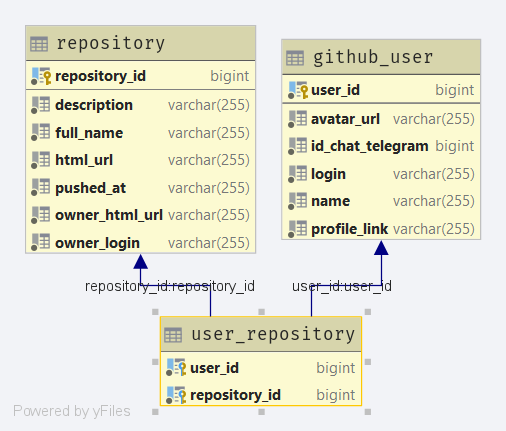 repository
repository_id bigint
description varchar(255)
full_name varchar(255)
html_url varchar(255)
pushed_at varchar(255)
owner_html_url varchar(255)
owner_login varchar(255)
github_user
user_id bigint
avatar_url varchar(255)
id_chat_telegram bigint
login varchar(255)
name varchar(255)
profile_link varchar(255)
repository_id:repository_id
user_id:user_id
user_repository
user_id bigint
repository_id bigint
Powered by yFiles